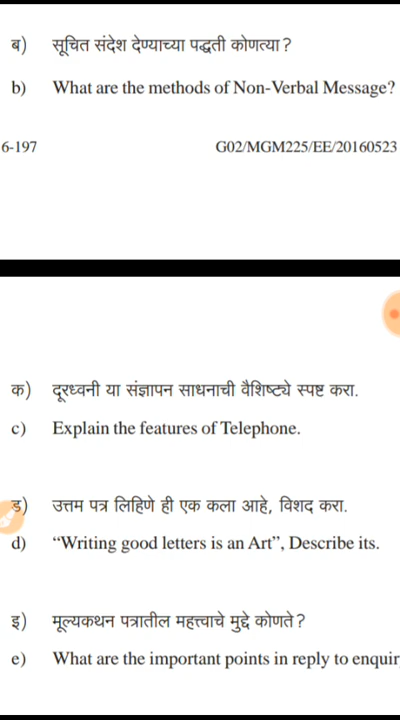 ब) सूचित संदेश देण्याच्या पद्धती कोणत्या ?
b) What are the methods of Non-Verbal Message?
6-197 G02/MGM225/EE/20160523
क) दूरध्वनी या संज्ञापन साधनाची वैशिष्ट्ये स्पष्ट करा.
c) Explain the features of Telephone.
ड) उत्तम पत्र लिहिणे ही एक कला आहे, विशद करा.
d) “Writing good letters is an Art”, Describe its.
इ) मूल्यकथन पत्रातील महत्त्वाचे मुद्दे कोणते ?
e) What are the important points in reply to enquir